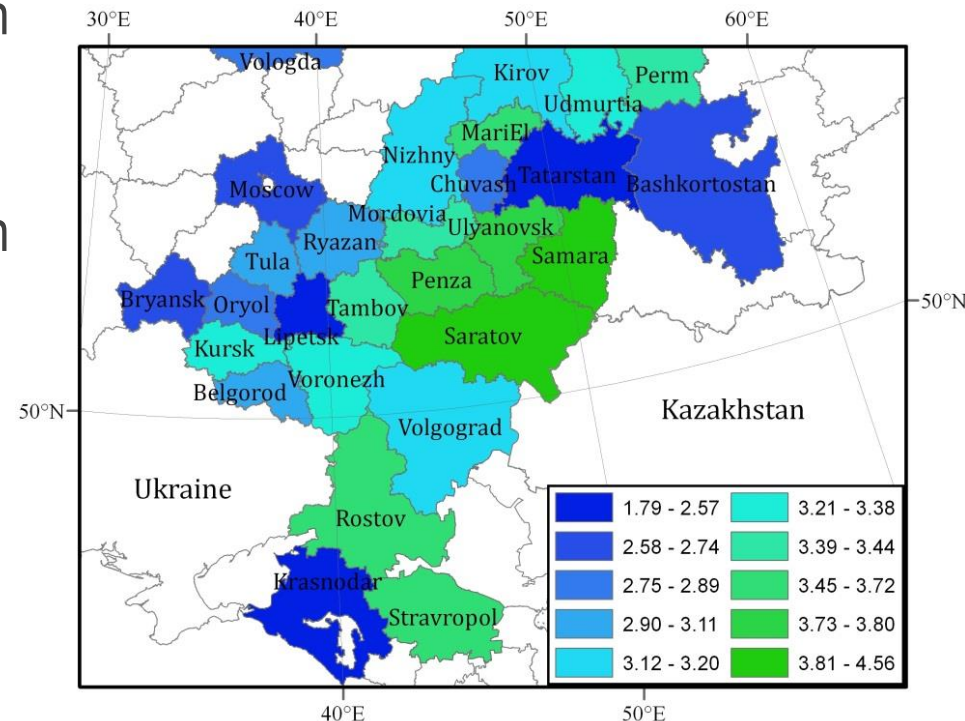 n
n
30°E 40°E 50°E 60°E
Vologda
Kirov
Perm
Udmurtia
MariEl
Nizhny
Chuvash
Tatarstan
Bashkortostan
Moscow
Mordovia
Ryazan
Ulyanovsk
Tula
Samara
Penza
Bryansk
Oryol
Tambov
50°N
Lipetsk
Saratov
Kursk
Voronezh
Belgorod
50°N
Volgograd
Kazakhstan
Ukraine
Rostov
Krasnodar
Stravropol
1.79 - 2.57
2.58 - 2.74
2.75 - 2.89
2.90 - 3.11
3.12 - 3.20
3.21 - 3.38
3.39 - 3.44
3.45 - 3.72
3.73 - 3.80
3.81 - 4.56
40°E 50°E